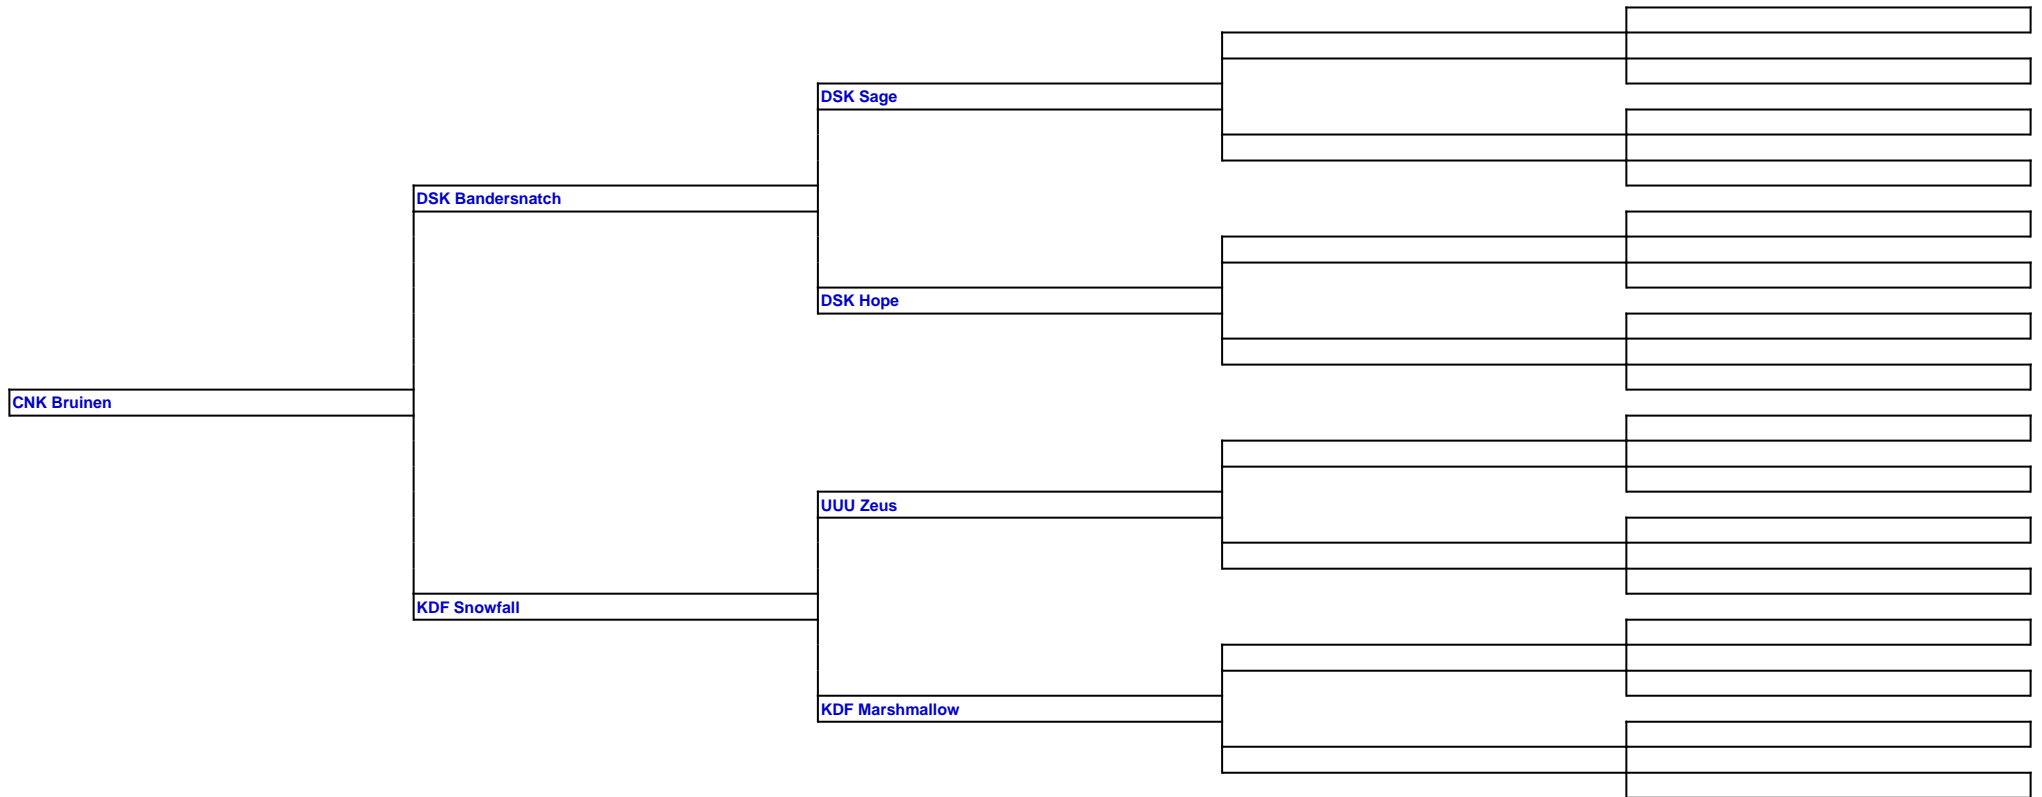 DSK Sage
DSK Bandersnatch
DSK Hope
CNK Bruinen
UUU Zeus
KDF Snowfall
KDF Marshmallow